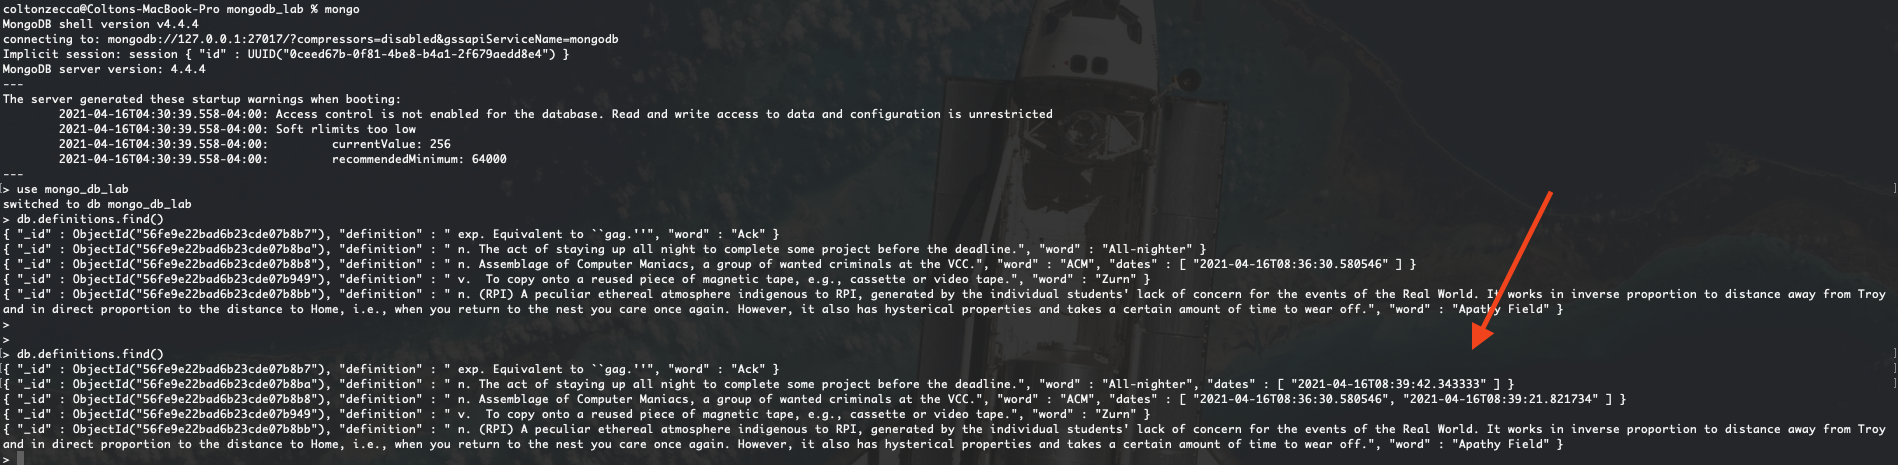 coltonzecca@Coltons-MacBook-Pro mongodb_lab % mongo
MongoDB shell version v4.4.4
connecting to: mongodb://127.0.0.1:27017/?compressors=disabled&gssapiServiceName=mongodb
Implicit session: session { "id" : UUID("0ceed67b-0f81-4be8-b4a1-2f679aedd8e4") }
MongoDB server version: 4.4.4
---
The server generated these startup warnings when booting:
        2021-04-16T04:30:39.558-04:00: Access control is not enabled for the database. Read and write access to data and configuration is unrestricted
        2021-04-16T04:30:39.558-04:00: Soft rlimits too low
        2021-04-16T04:30:39.558-04:00:         currentValue: 256
        2021-04-16T04:30:39.558-04:00:         recommendedMinimum: 64000
---
> use mongo_db_lab
switched to db mongo_db_lab
> db.definitions.find()
{ "_id" : ObjectId("56fe9e22bad6b23cde07b8b7"), "definition" : " exp. Equivalent to ``gag.''", "word" : "Ack" }
{ "_id" : ObjectId("56fe9e22bad6b23cde07b8ba"), "definition" : " n. The act of staying up all night to complete some project before the deadline.", "word" : "All-nighter" }
{ "_id" : ObjectId("56fe9e22bad6b23cde07b8b8"), "definition" : " n. Assemblage of Computer Maniacs, a group of wanted criminals at the VCC.", "word" : "ACM", "dates" : [ "2021-04-16T08:36:30.580546" ] }
{ "_id" : ObjectId("56fe9e22bad6b23cde07b949"), "definition" : " v.  To copy onto a reused piece of magnetic tape, e.g., cassette or video tape.", "word" : "Zurn" }
{ "_id" : ObjectId("56fe9e22bad6b23cde07b8bb"), "definition" : " n. (RPI) A peculiar ethereal atmosphere indigenous to RPI, generated by the individual students' lack of concern for the events of the Real World. It works in inverse proportion to distance away from Troy
and in direct proportion to the distance to Home, i.e., when you return to the nest you care once again. However, it also has hysterical properties and takes a certain amount of time to wear off.", "word" : "Apathy Field" }
>
>
> db.definitions.find()
{ "_id" : ObjectId("56fe9e22bad6b23cde07b8b7"), "definition" : " exp. Equivalent to ``gag.''", "word" : "Ack" }
{ "_id" : ObjectId("56fe9e22bad6b23cde07b8ba"), "definition" : " n. The act of staying up all night to complete some project before the deadline.", "word" : "All-nighter", "dates" : [ "2021-04-16T08:39:42.343333" ] }
{ "_id" : ObjectId("56fe9e22bad6b23cde07b8b8"), "definition" : " n. Assemblage of Computer Maniacs, a group of wanted criminals at the VCC.", "word" : "ACM", "dates" : [ "2021-04-16T08:36:30.580546", "2021-04-16T08:39:21.821734" ] }
{ "_id" : ObjectId("56fe9e22bad6b23cde07b949"), "definition" : " v.  To copy onto a reused piece of magnetic tape, e.g., cassette or video tape.", "word" : "Zurn" }
{ "_id" : ObjectId("56fe9e22bad6b23cde07b8bb"), "definition" : " n. (RPI) A peculiar ethereal atmosphere indigenous to RPI, generated by the individual students' lack of concern for the events of the Real World. It works in inverse proportion to distance away from Troy
and in direct proportion to the distance to Home, i.e., when you return to the nest you care once again. However, it also has hysterical properties and takes a certain amount of time to wear off.", "word" : "Apathy Field" }
>